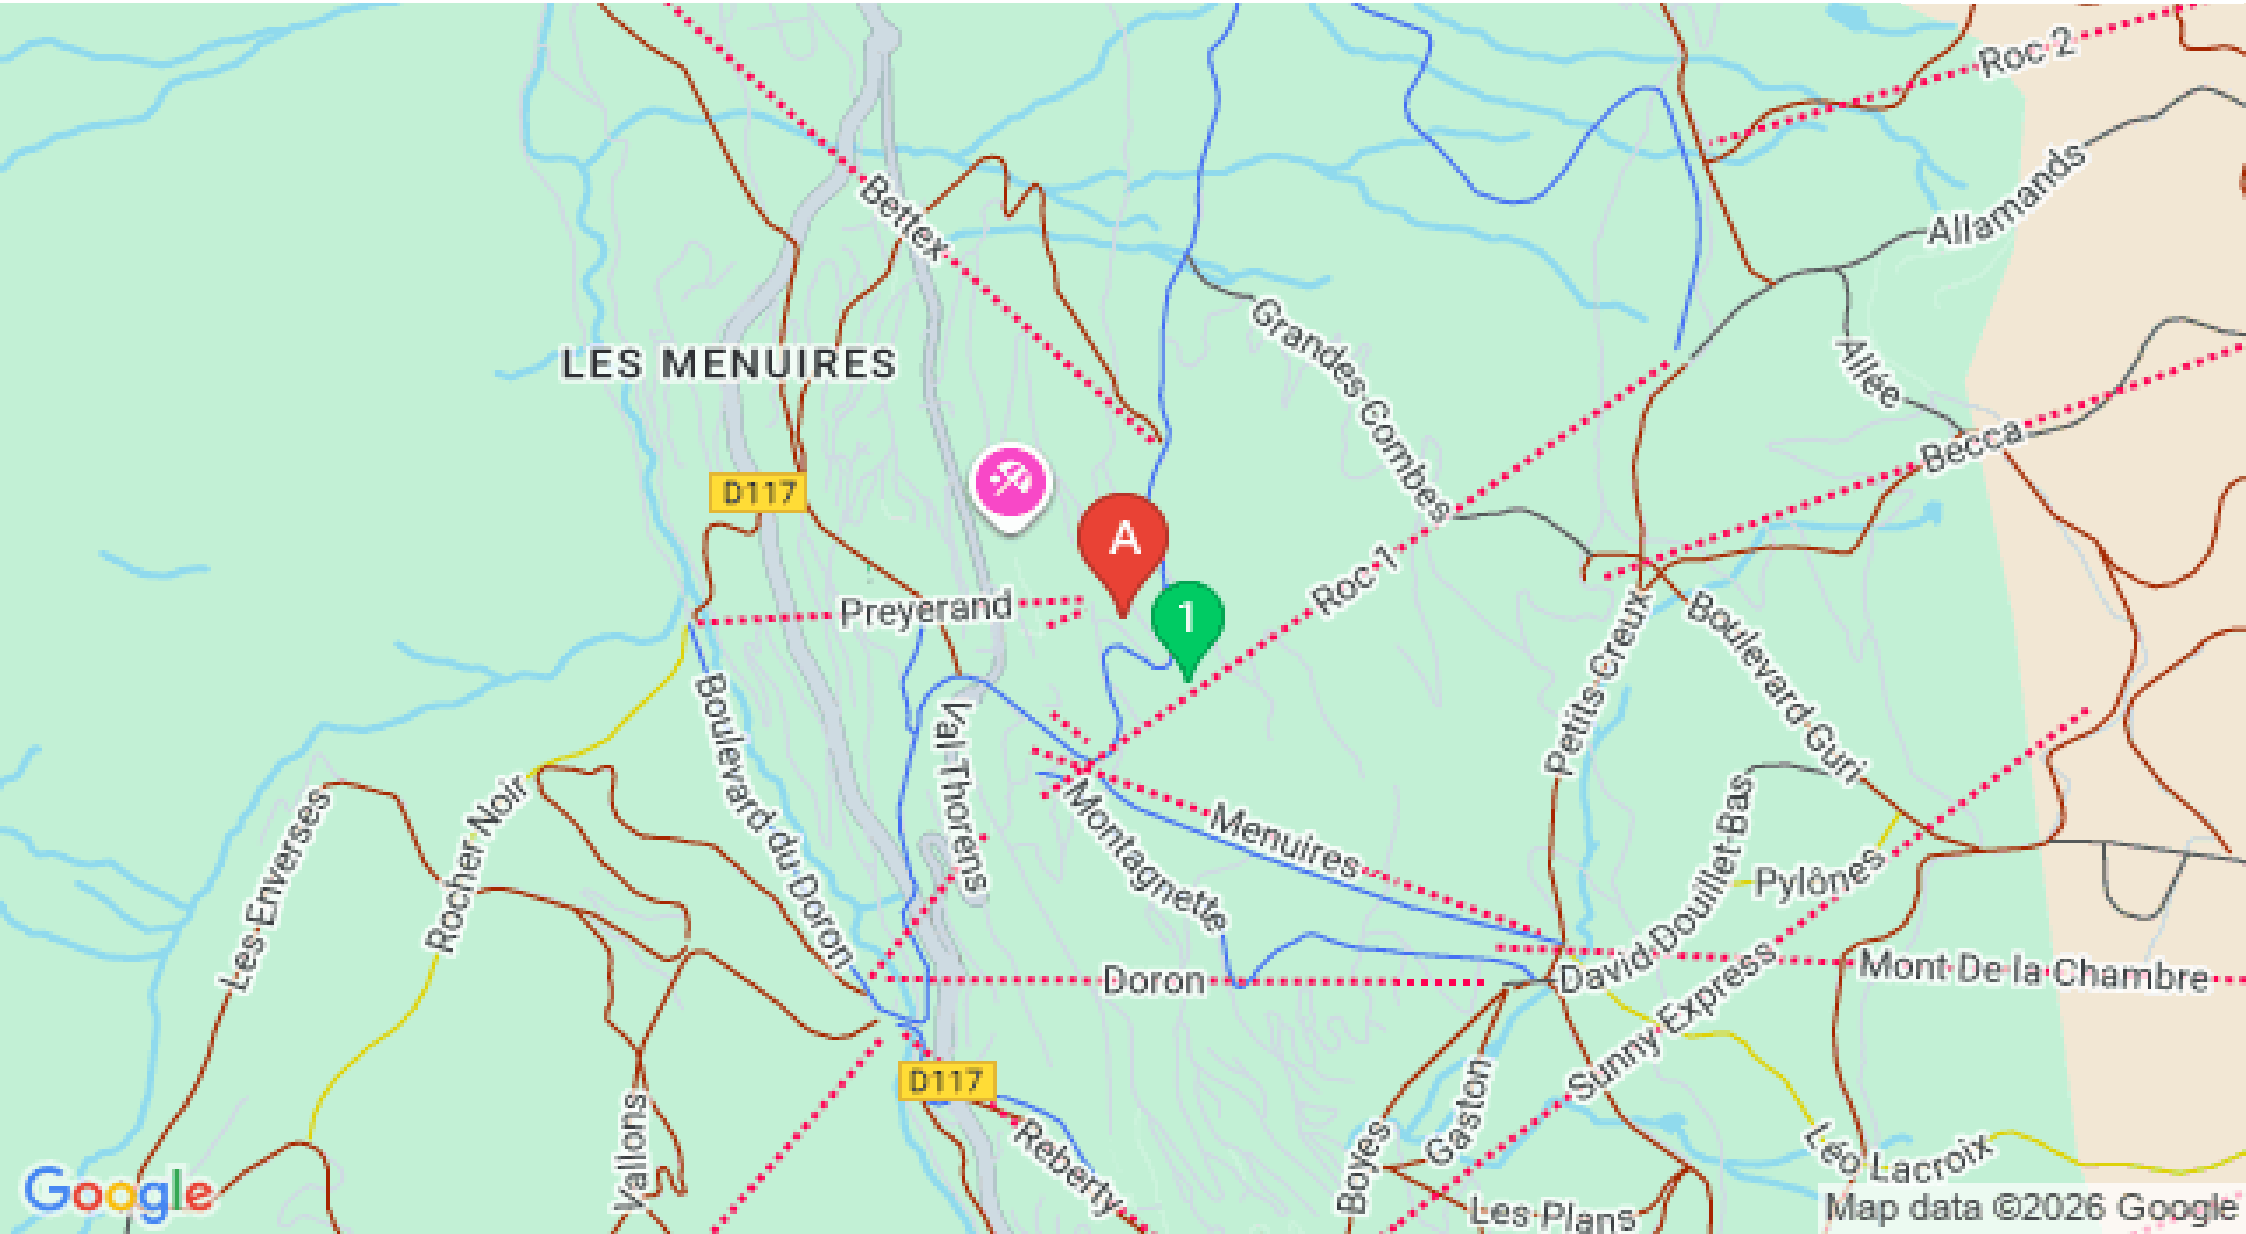 Roc 2
Allamands
Bettex
Grandes Combes
LES MENUIRES
Allée
Becca
D117
A
Roc 1
Preyerand
1
Petits Creux
Boulevard Guri
Boulevard du Doron
Val Thorens
Les Enverses
Rocher Noir
Montagnette
Menuires
David Douillet Bas
Pylônes
Doron
Mont De la Chambre
Sunny Express
D117
Vallons
Reberty
Boyes
Gaston
Léo Lacroix
Les Plans
Google
Map data ©2026 Google